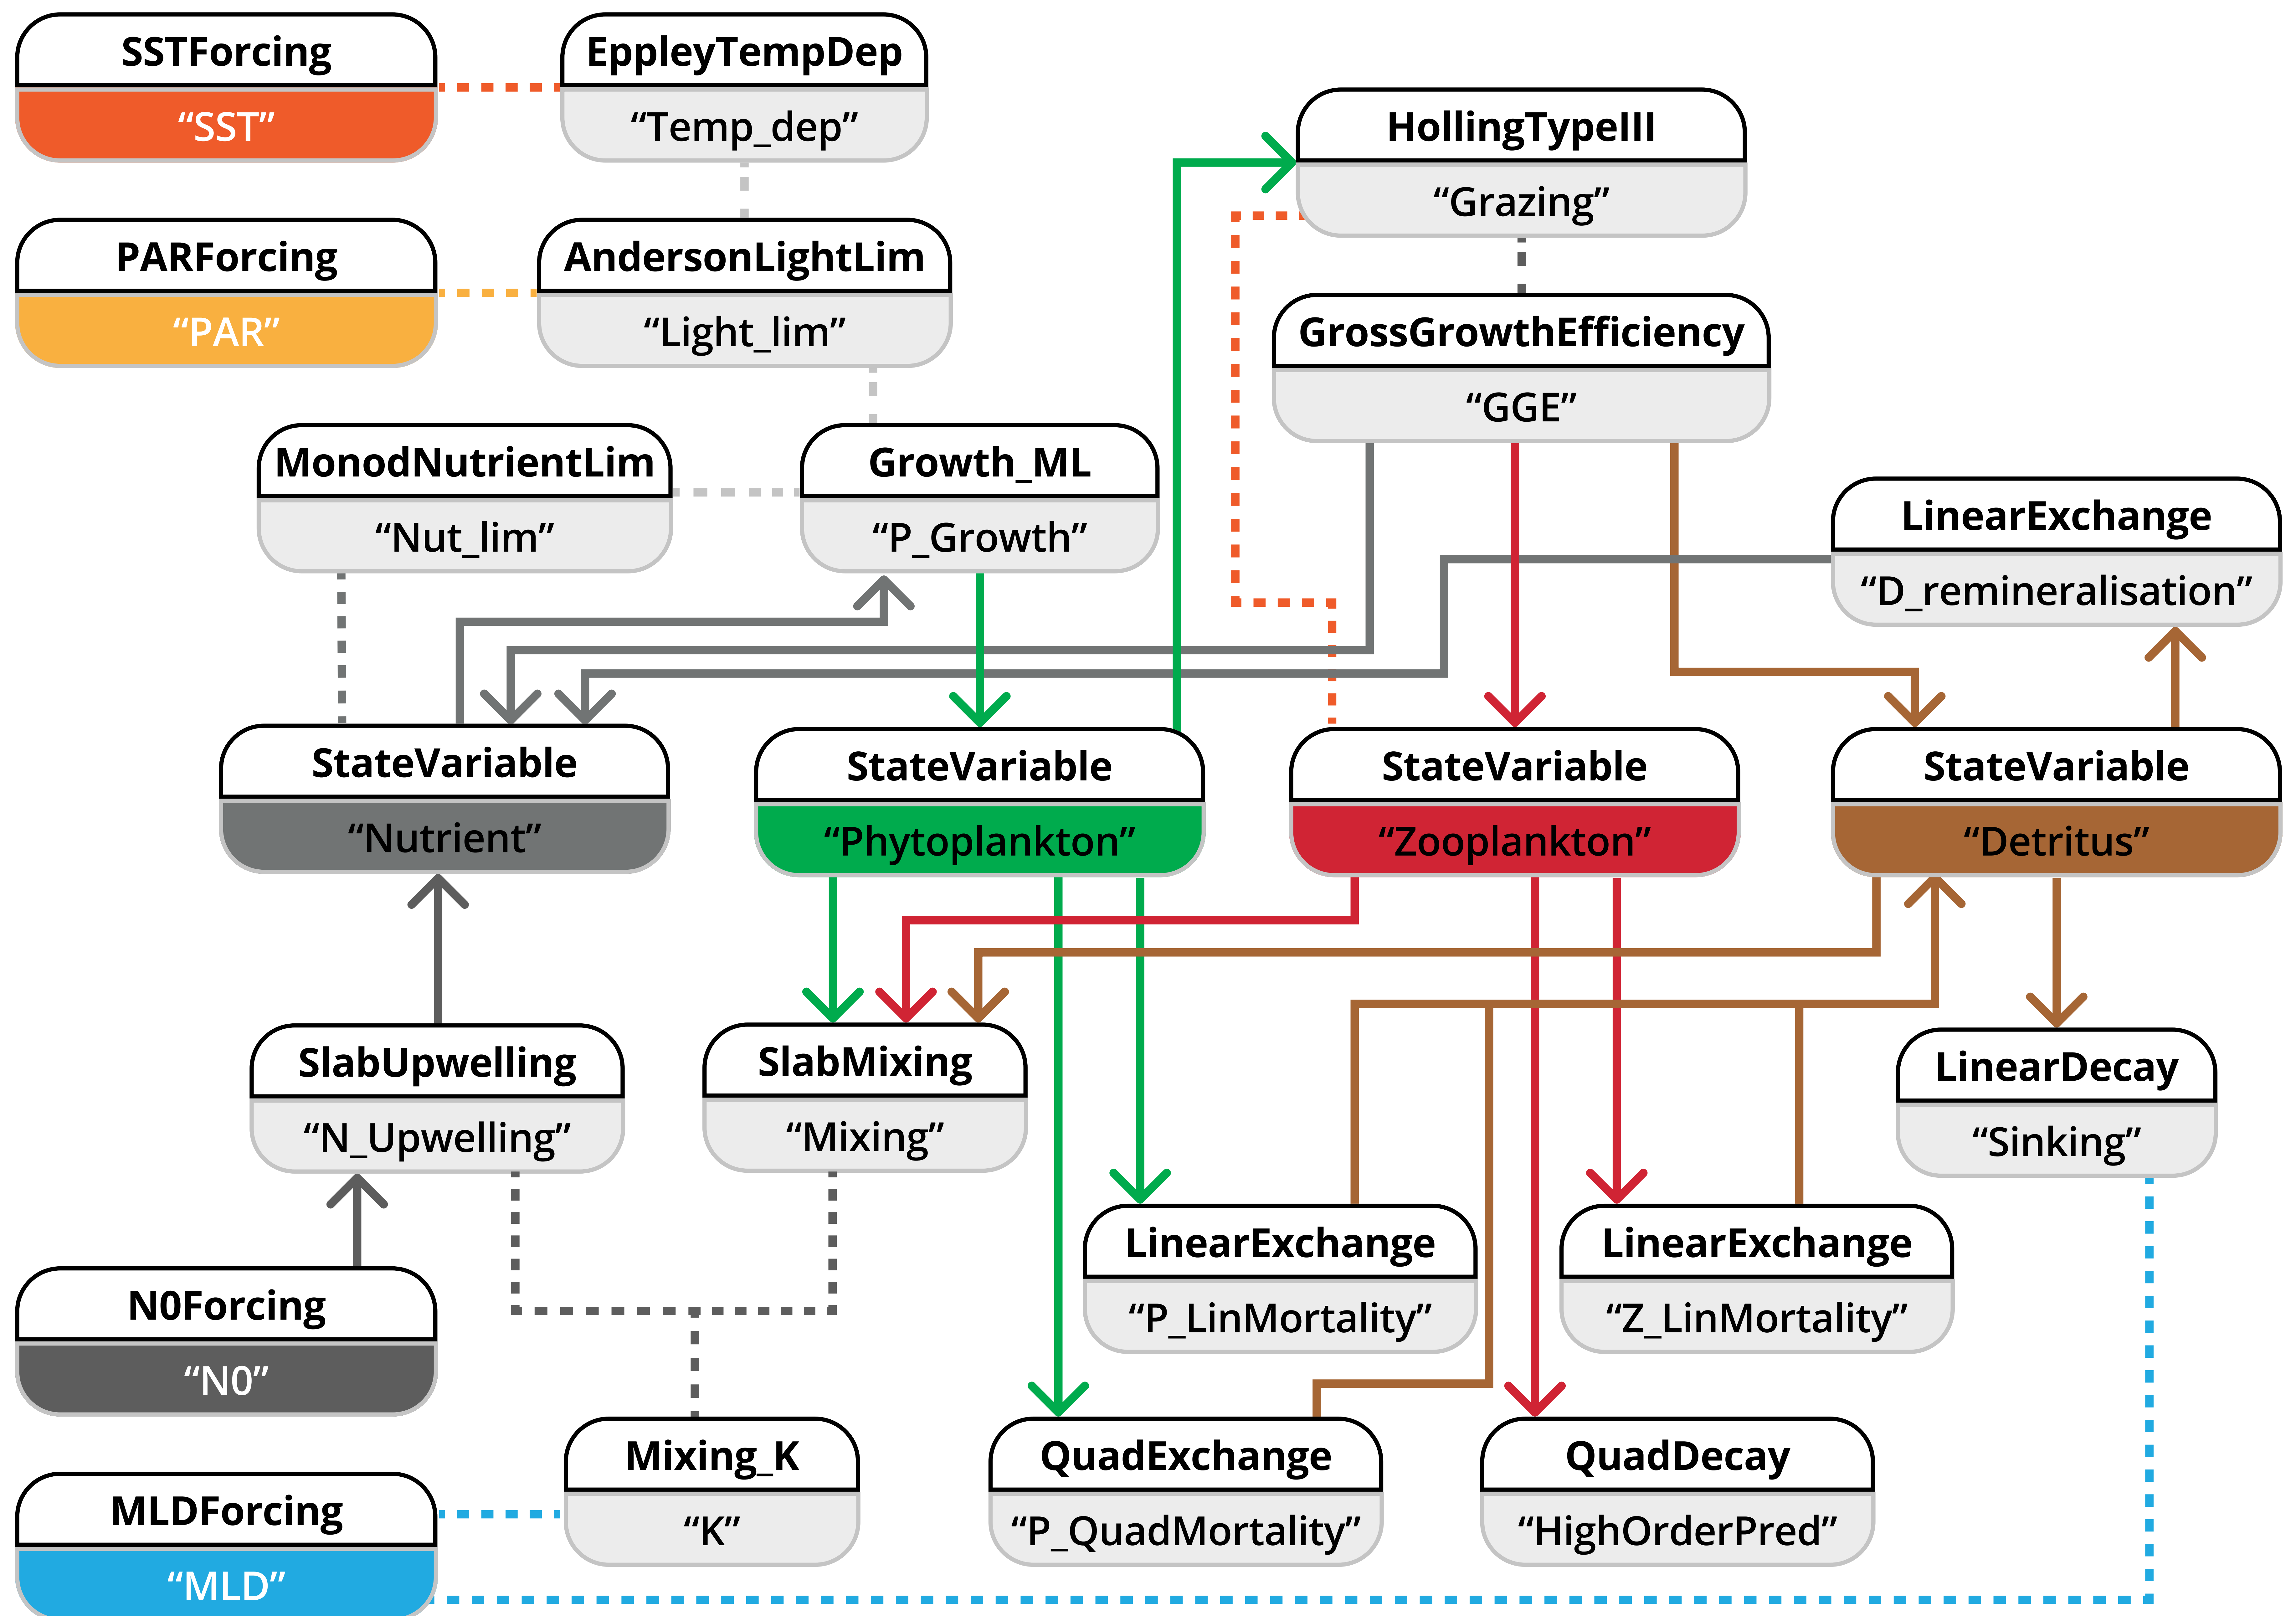 SSTForcing
“SST”
EppleyTempDep
“Temp_dep”
HollingTypeIII
“Grazing”
PARForcing
“PAR”
AndersonLightLim
“Light_lim”
GrossGrowthEfficiency
“GGE”
MonodNutrientLim
“Nut_lim”
Growth_ML
“P_Growth”
LinearExchange
“D_remineralisation”
StateVariable
“Nutrient”
StateVariable
“Phytoplankton”
StateVariable
“Zooplankton”
StateVariable
“Detritus”
SlabUpwelling
“N_Upwelling”
SlabMixing
“Mixing”
LinearDecay
“Sinking”
LinearExchange
“P_LinMortality”
LinearExchange
“Z_LinMortality”
N0Forcing
“N0”
Mixing_K
“K”
QuadExchange
“P_QuadMortality”
QuadDecay
“HighOrderPred”
MLDForcing
“MLD”